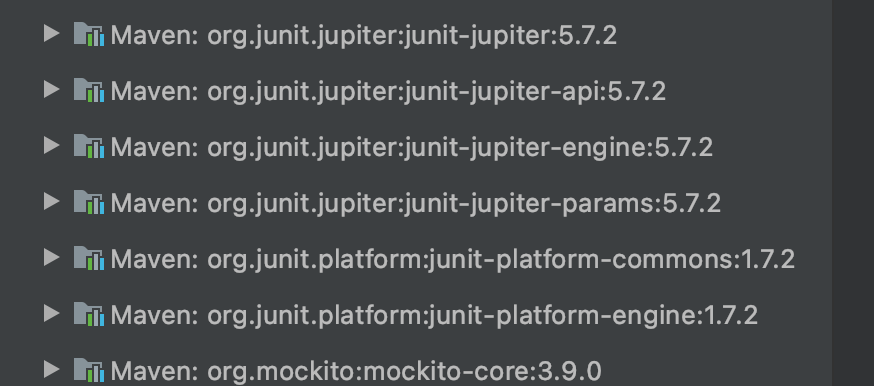 Maven: org.junit.jupiter:junit-jupiter:5.7.2
Maven: org.junit.jupiter:junit-jupiter-api:5.7.2
Maven: org.junit.jupiter:junit-jupiter-engine:5.7.2
Maven: org.junit.jupiter:junit-jupiter-params:5.7.2
Maven: org.junit.platform:junit-platform-commons:1.7.2
Maven: org.junit.platform:junit-platform-engine:1.7.2
Maven: org.mockito:mockito-core:3.9.0